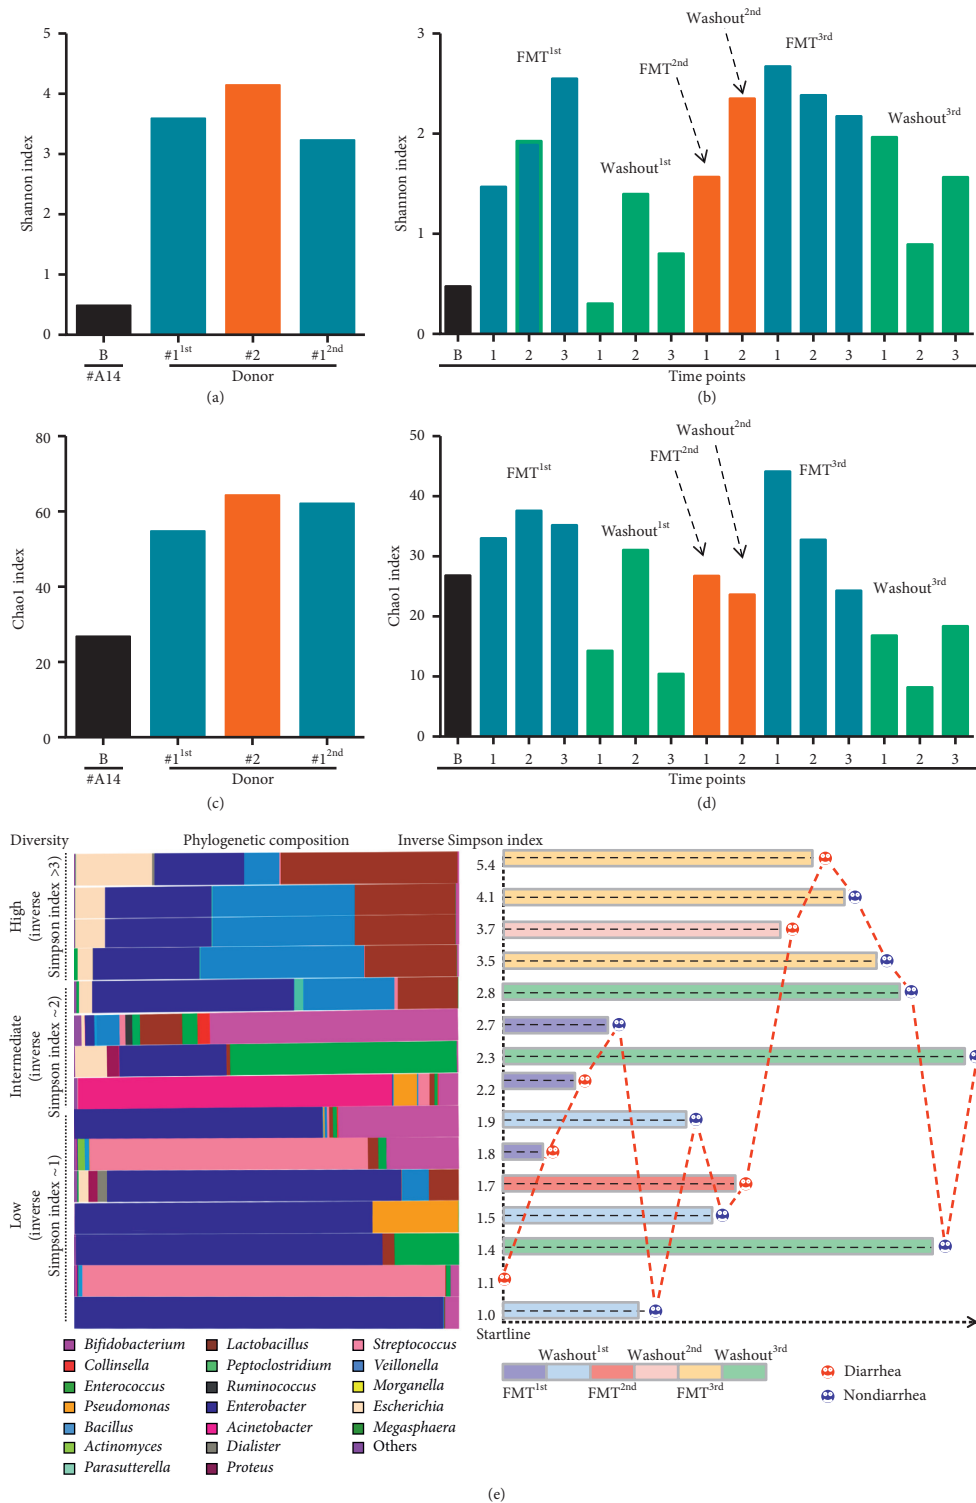 Shannon index
5
4
3
2
1
0
B
#1^1st
#2
#1^2nd
#A14
Donor
(a)
Shannon index
3
2
1
0
FMT^1st
Washout^1st
FMT^2nd
Washout^2nd
FMT^3rd
Washout^3rd
B 1 2 3 1 2 3 1 2 1 2 3 1 2 3
Time points
(b)
Chao1 index
80
60
40
20
0
B
#1^1st
#2
#1^2nd
#A14
Donor
(c)
Chao1 index
50
40
30
20
10
0
FMT^1st
Washout^1st
FMT^2nd
Washout^2nd
FMT^3rd
Washout^3rd
B 1 2 3 1 2 3 1 2 1 2 3 1 2 3
Time points
(d)
Diversity
Phylogenetic composition
Inverse Simpson index
High
(inverse
Simpson index >3)
Intermediate
(inverse
Simpson index ~2)
Low
(inverse
Simpson index ~1)
5.4
4.1
3.7
3.5
2.8
2.7
2.3
2.2
1.9
1.8
1.7
1.5
1.4
1.1
1.0
Startline
Bifidobacterium
Collinsella
Enterococcus
Pseudomonas
Bacillus
Actinomyces
Parasutterella
Lactobacillus
Peptoclostridium
Ruminococcus
Enterobacter
Acinetobacter
Dialister
Proteus
Streptococcus
Veillonella
Morganella
Escherichia
Megasphaera
Others
Washout^1st
Washout^2nd
Washout^3rd
FMT^1st
FMT^2nd
FMT^3rd
Diarrhea
Nondiarrhea
(e)